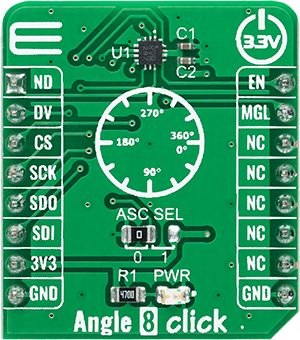 3.3V
U1
C1
C2
ND
DV
CS
SCK
SDO
SDI
3V3
GND
EN
MGL
NC
NC
NC
NC
NC
GND
270°
180°
360°
0°
90°
ASC SEL
0
0 1
R1 PWR
4700
Angle 8 click